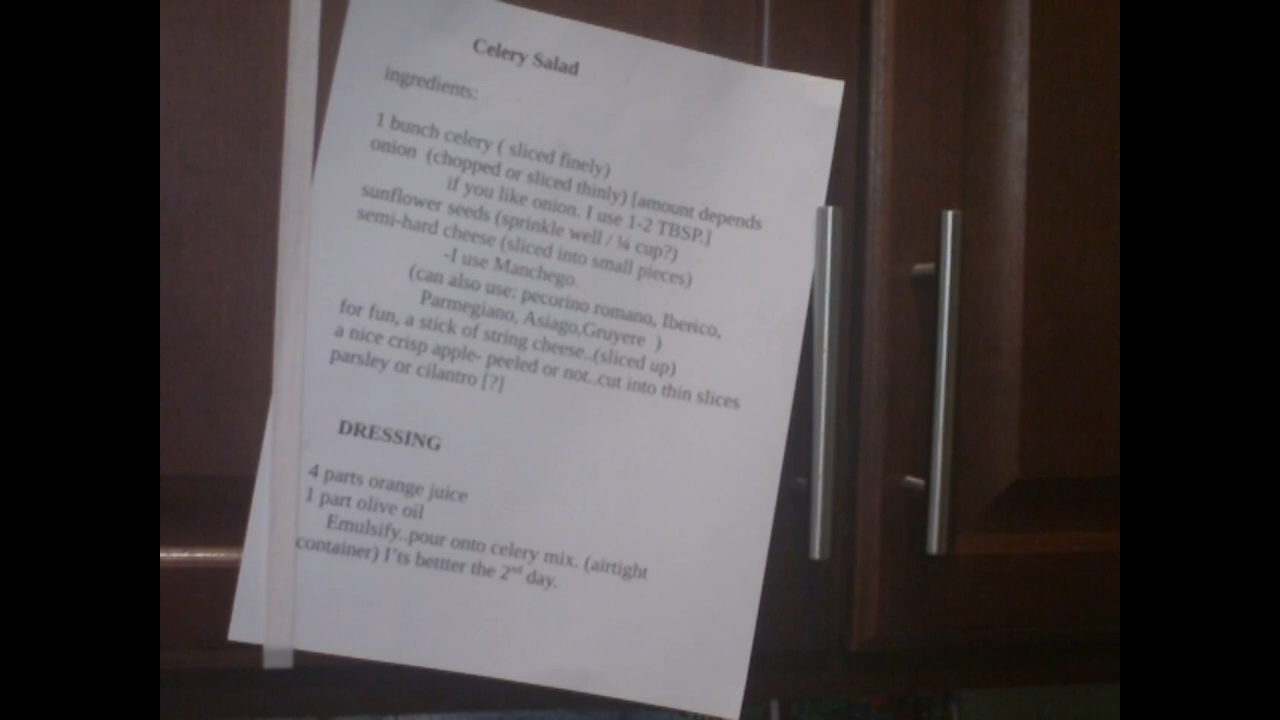 Celery Salad
ingredients:
1 bunch celery ( sliced finely)
onion (chopped or sliced thinly) [amount depends
if you like onion. I use 1-2 TBSP.]
sunflower seeds (sprinkle well / ¼ cup?)
semi-hard cheese (sliced into small pieces)
-I use Manchego.
(can also use: pecorino romano, Iberico,
Parmegiano, Asiago,Gruyere )
for fun, a stick of string cheese..(sliced up)
a nice crisp apple- peeled or not..cut into thin slices
parsley or cilantro [?]
DRESSING
4 parts orange juice
1 part olive oil
Emulsify..pour onto celery mix. (airtight
container) I'ts bettter the 2nd day.